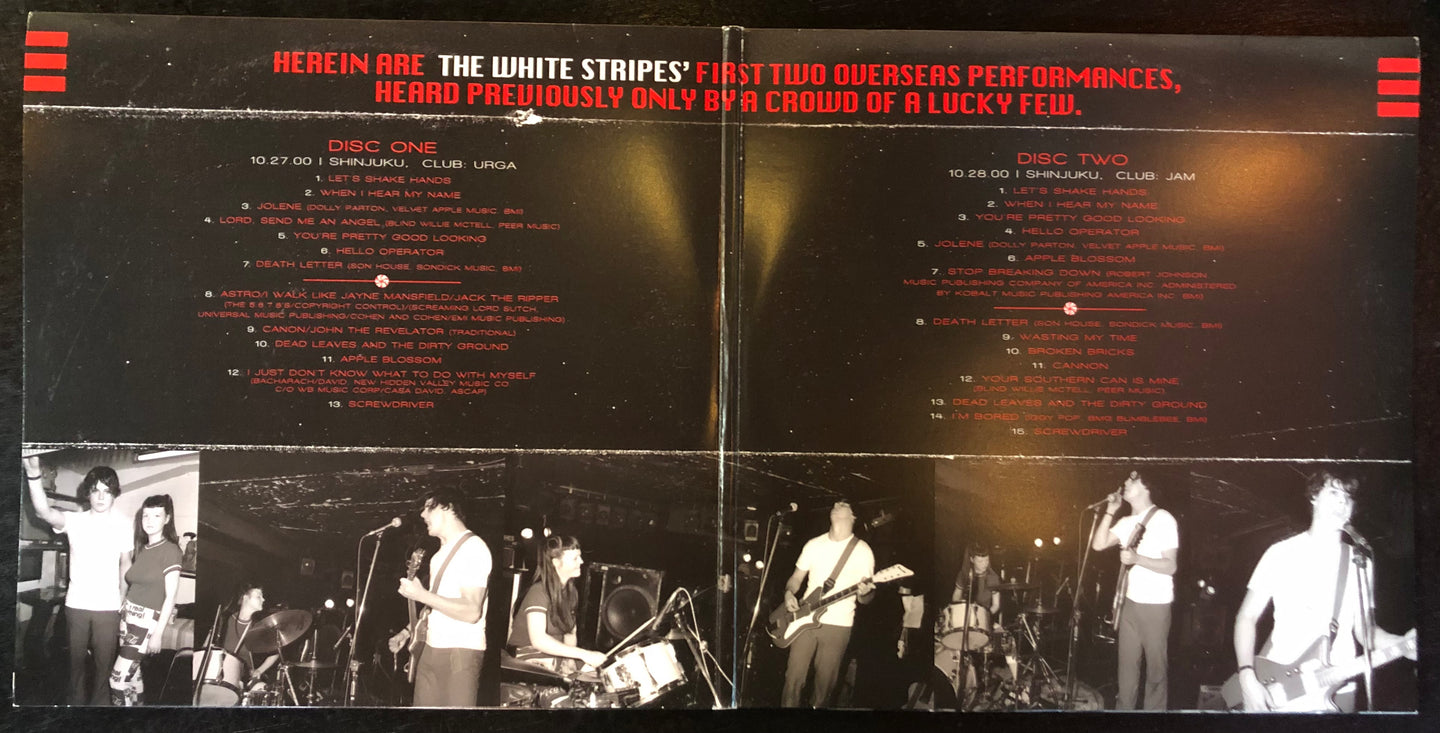 HEREIN ARE THE WHITE STRIPES' FIRST TWO OVERSEAS PERFORMANCES,
HEARD PREVIOUSLY ONLY BY A CROWD OF A LUCKY FEW.
DISC ONE
10.27.00 | SHINJUKU, CLUB: URGA
1. LET'S SHAKE HANDS
2. WHEN I HEAR MY NAME
3. JOLENE (DOLLY PARTON, VELVET APPLE MUSIC, BMI)
4. LORD, SEND ME AN ANGEL (BLIND WILLIE MCTELL, PEER MUSIC)
5. YOU'RE PRETTY GOOD LOOKING
6. HELLO OPERATOR
7. DEATH LETTER (SON HOUSE, SONDICK MUSIC, BMI)
8. ASTRO/I WALK LIKE JAYNE MANSFIELD/JACK THE RIPPER
(THE 5.6.7.8'S/COPYRIGHT CONTROL)/(SCREAMING LORD SUTCH,
UNIVERSAL MUSIC PUBLISHING/COHEN AND COHEN/EMI MUSIC PUBLISHING)
9. CANON/JOHN THE REVELATOR (TRADITIONAL)
10. DEAD LEAVES AND THE DIRTY GROUND
11. APPLE BLOSSOM
12. I JUST DON'T KNOW WHAT TO DO WITH MYSELF
(BACHARACH/DAVID, NEW HIDDEN VALLEY MUSIC CO
C/O WB MUSIC CORP/CASA DAVID, ASCAP)
13. SCREWDRIVER
DISC TWO
10.28.00 | SHINJUKU, CLUB: JAM
1. LET'S SHAKE HANDS
2. WHEN I HEAR MY NAME
3. YOU'RE PRETTY GOOD LOOKING
4. HELLO OPERATOR
5. JOLENE (DOLLY PARTON, VELVET APPLE MUSIC, BMI)
6. APPLE BLOSSOM
7. STOP BREAKING DOWN (ROBERT JOHNSON,
MUSIC PUBLISHING COMPANY OF AMERICA INC. ADMINISTERED
BY KOBALT MUSIC PUBLISHING AMERICA INC. BMI)
8. DEATH LETTER (SON HOUSE, SONDICK MUSIC, BMI)
9. WASTING MY TIME
10. BROKEN BRICKS
11. CANNON
12. YOUR SOUTHERN CAN IS MINE
(BLIND WILLIE MCTELL, PEER MUSIC)
13. DEAD LEAVES AND THE DIRTY GROUND
14. I'M BORED (IGGY POP, BMG BUMBLEBEE, BMI)
15. SCREWDRIVER